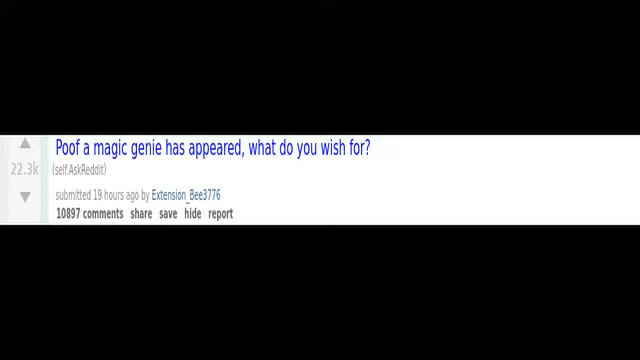 Poof a magic genie has appeared, what do you wish for?
22.3k
(self.AskReddit)
submitted 19 hours ago by Extension_Bee3776
10897 comments share save hide report